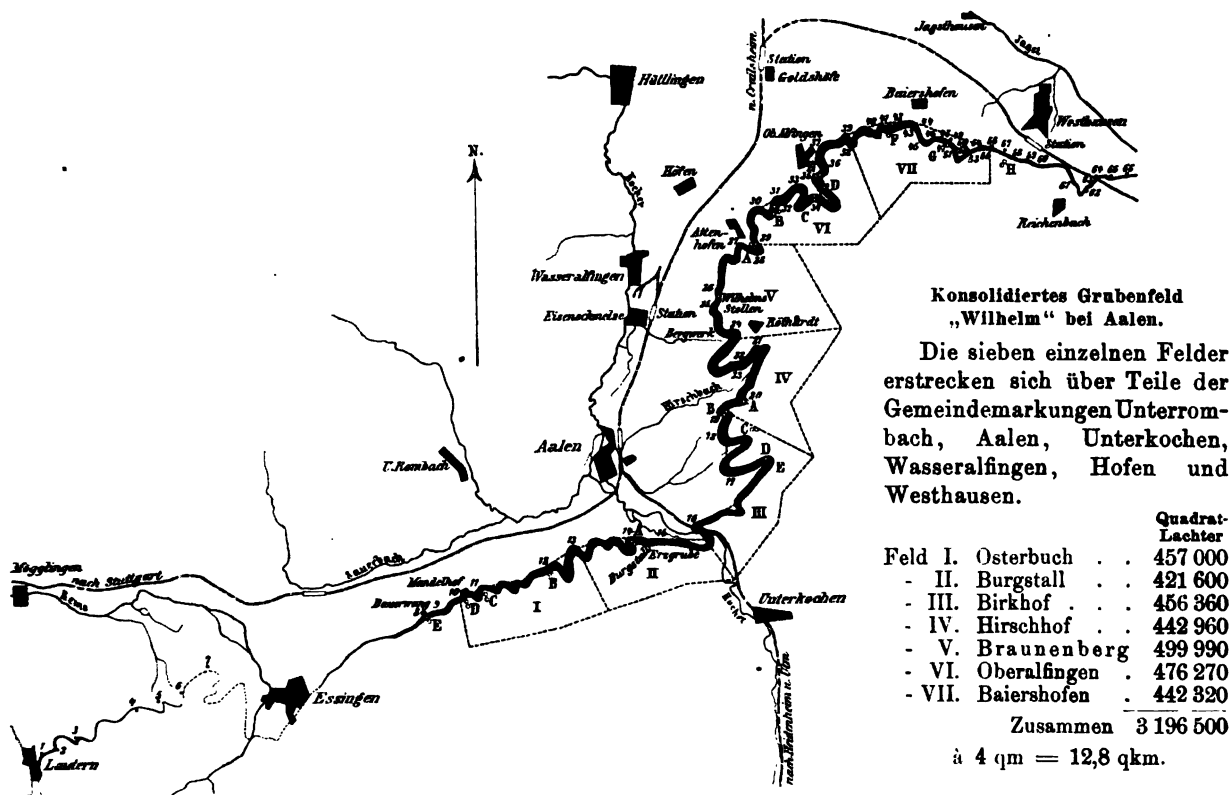 Jagsthausen
Jagst
Station
Goldshöfe
n. Crailsheim
Hüttlingen
Baiershofen
Westhausen
Station
Ob. Alfingen
N.
Kocher
Hofen
VII
F
G
H
D
C
VI
B
Reichenbach
Attenhofen
A
Wasseralfingen
V
Wilhelms
Stollen
Eisenschmelze
Station
Röthardt
Bergwerk
IV
Hirschbach
B
A
C
D
E
Aalen
U. Rombach
III
Sauerbach
Burgstall
II
Erzgrube
Mögglingen
nach Stuttgart
Rems
Mandelhof
I
B
C
D
E
Kocher
Unterkochen
Essingen
nach Heidenheim u. Ulm
Lautern
Konsolidiertes Grubenfeld
„Wilhelm“ bei Aalen.
Die sieben einzelnen Felder
erstrecken sich über Teile der
Gemeindemarkungen Unterrom-
bach, Aalen, Unterkochen,
Wasseralfingen, Hofen und
Westhausen.
Quadrat-
Lachter
Feld I. Osterbuch . . 457 000
- II. Burgstall . . 421 600
- III. Birkhof . . . 456 360
- IV. Hirschhof . . 442 960
- V. Braunenberg 499 990
- VI. Oberalfingen . 476 270
- VII. Baiershofen . 442 320
Zusammen 3 196 500
à 4 qm = 12,8 qkm.